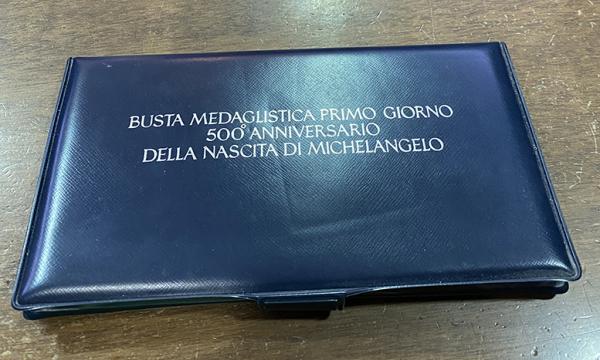 BUSTA MEDAGLISTICA PRIMO GIORNO
500° ANNIVERSARIO
DELLA NASCITA DI MICHELANGELO